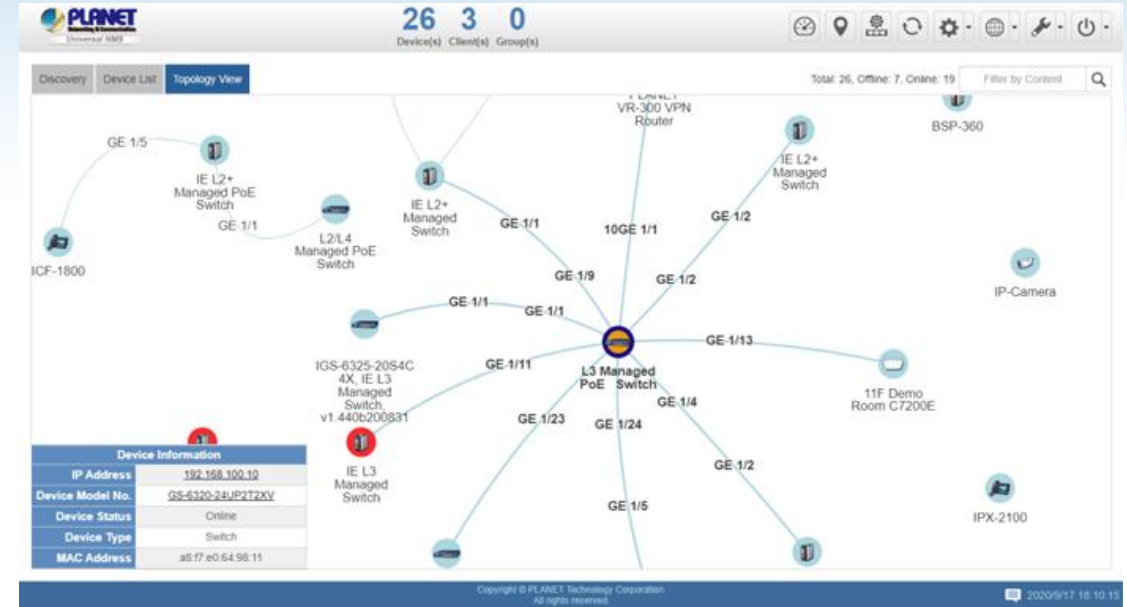 PLANET
Networking & Communication
Universal NMS
26 3 0
Device(s) Client(s) Group(s)
Discovery Device List Topology View
Total: 26, Offline: 7, Online: 19
Filter by Content
PLANET
VR-300 VPN
Router
BSP-360
GE 1/5
IE L2+
Managed PoE
Switch
GE 1/1
L2/L4
Managed PoE
Switch
ICF-1800
IE L2+
Managed
Switch
IE L2+
Managed
Switch
GE 1/1
10GE 1/1
GE 1/2
GE 1/9
GE 1/2
IP-Camera
GE 1/1
GE 1/1
GE 1/13
L3 Managed
PoE Switch
11F Demo
Room C7200E
IGS-6325-20S4C
4X, IE L3
Managed
Switch,
v1.440b200831
GE 1/11
GE 1/4
GE 1/23
GE 1/24
IE L3
Managed
Switch
GE 1/2
GE 1/5
IPX-2100
Device Information
IP Address 192.168.100.10
Device Model No. GS-6320-24UP2T2XV
Device Status Online
Device Type Switch
MAC Address a8:f7:e0:64:98:11
Copyright © PLANET Technology Corporation.
All rights reserved.
2020/9/17 18:10:15